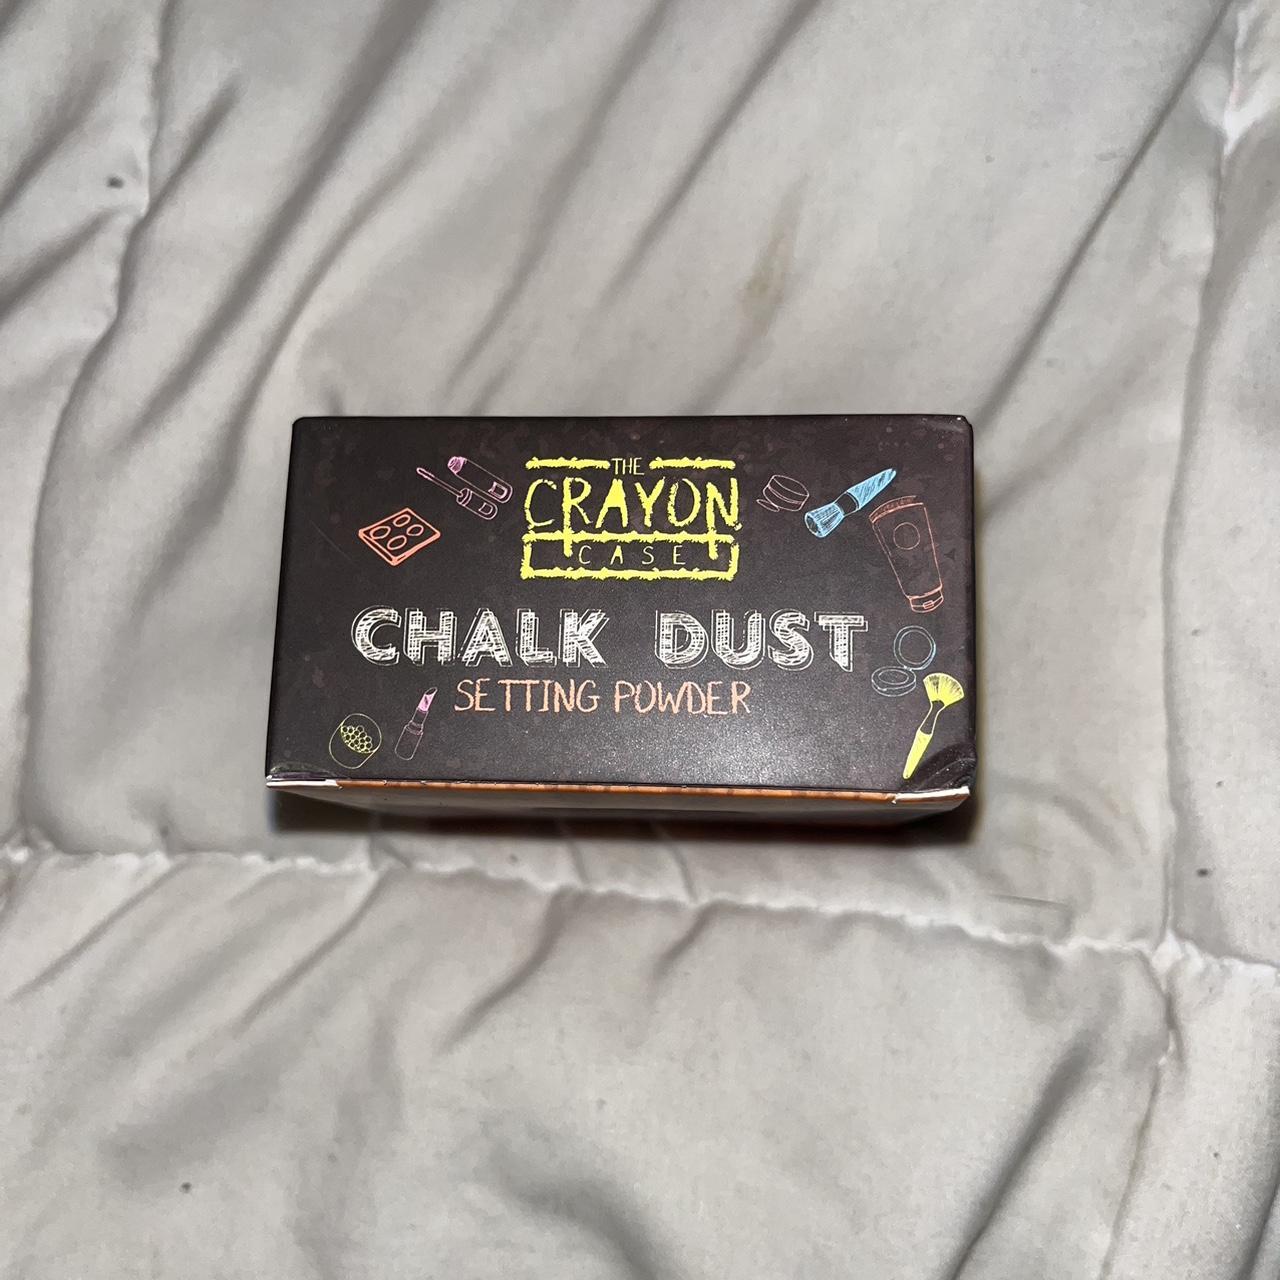 THE
CRAYON
CASE
CHALK DUST
SETTING POWDER